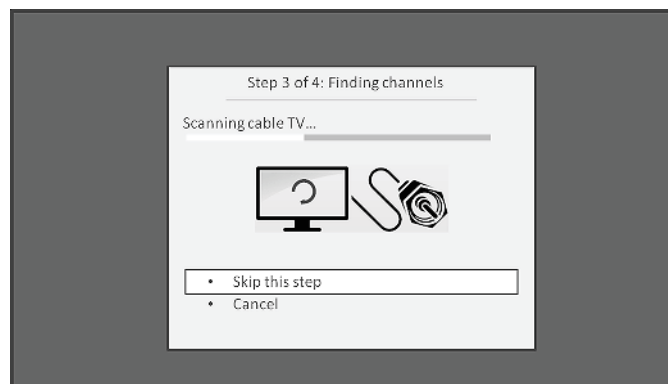 Step 3 of 4: Finding channels
Scanning cable TV...
• Skip this step
• Cancel